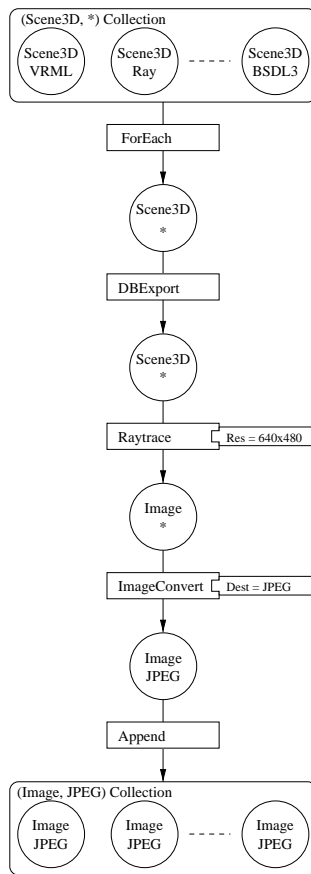 (Scene3D, *) Collection
Scene3D Scene3D Scene3D
VRML Ray BSDL3
ForEach
Scene3D
*
DBExport
Scene3D
*
Raytrace Res = 640x480
Image
*
ImageConvert Dest = JPEG
Image
JPEG
Append
(Image, JPEG) Collection
Image Image Image
JPEG JPEG JPEG